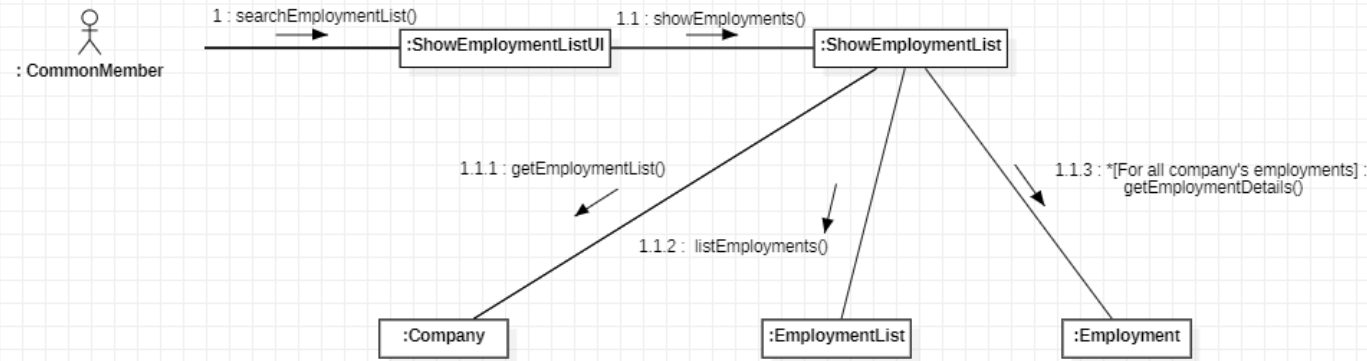 1 : searchEmploymentList()
1.1 : showEmployments()
:ShowEmploymentListUI
:ShowEmploymentList
: CommonMember
1.1.1 : getEmploymentList()
1.1.3 : *[For all company's employments] :
getEmploymentDetails()
1.1.2 : listEmployments()
:Company
:EmploymentList
:Employment